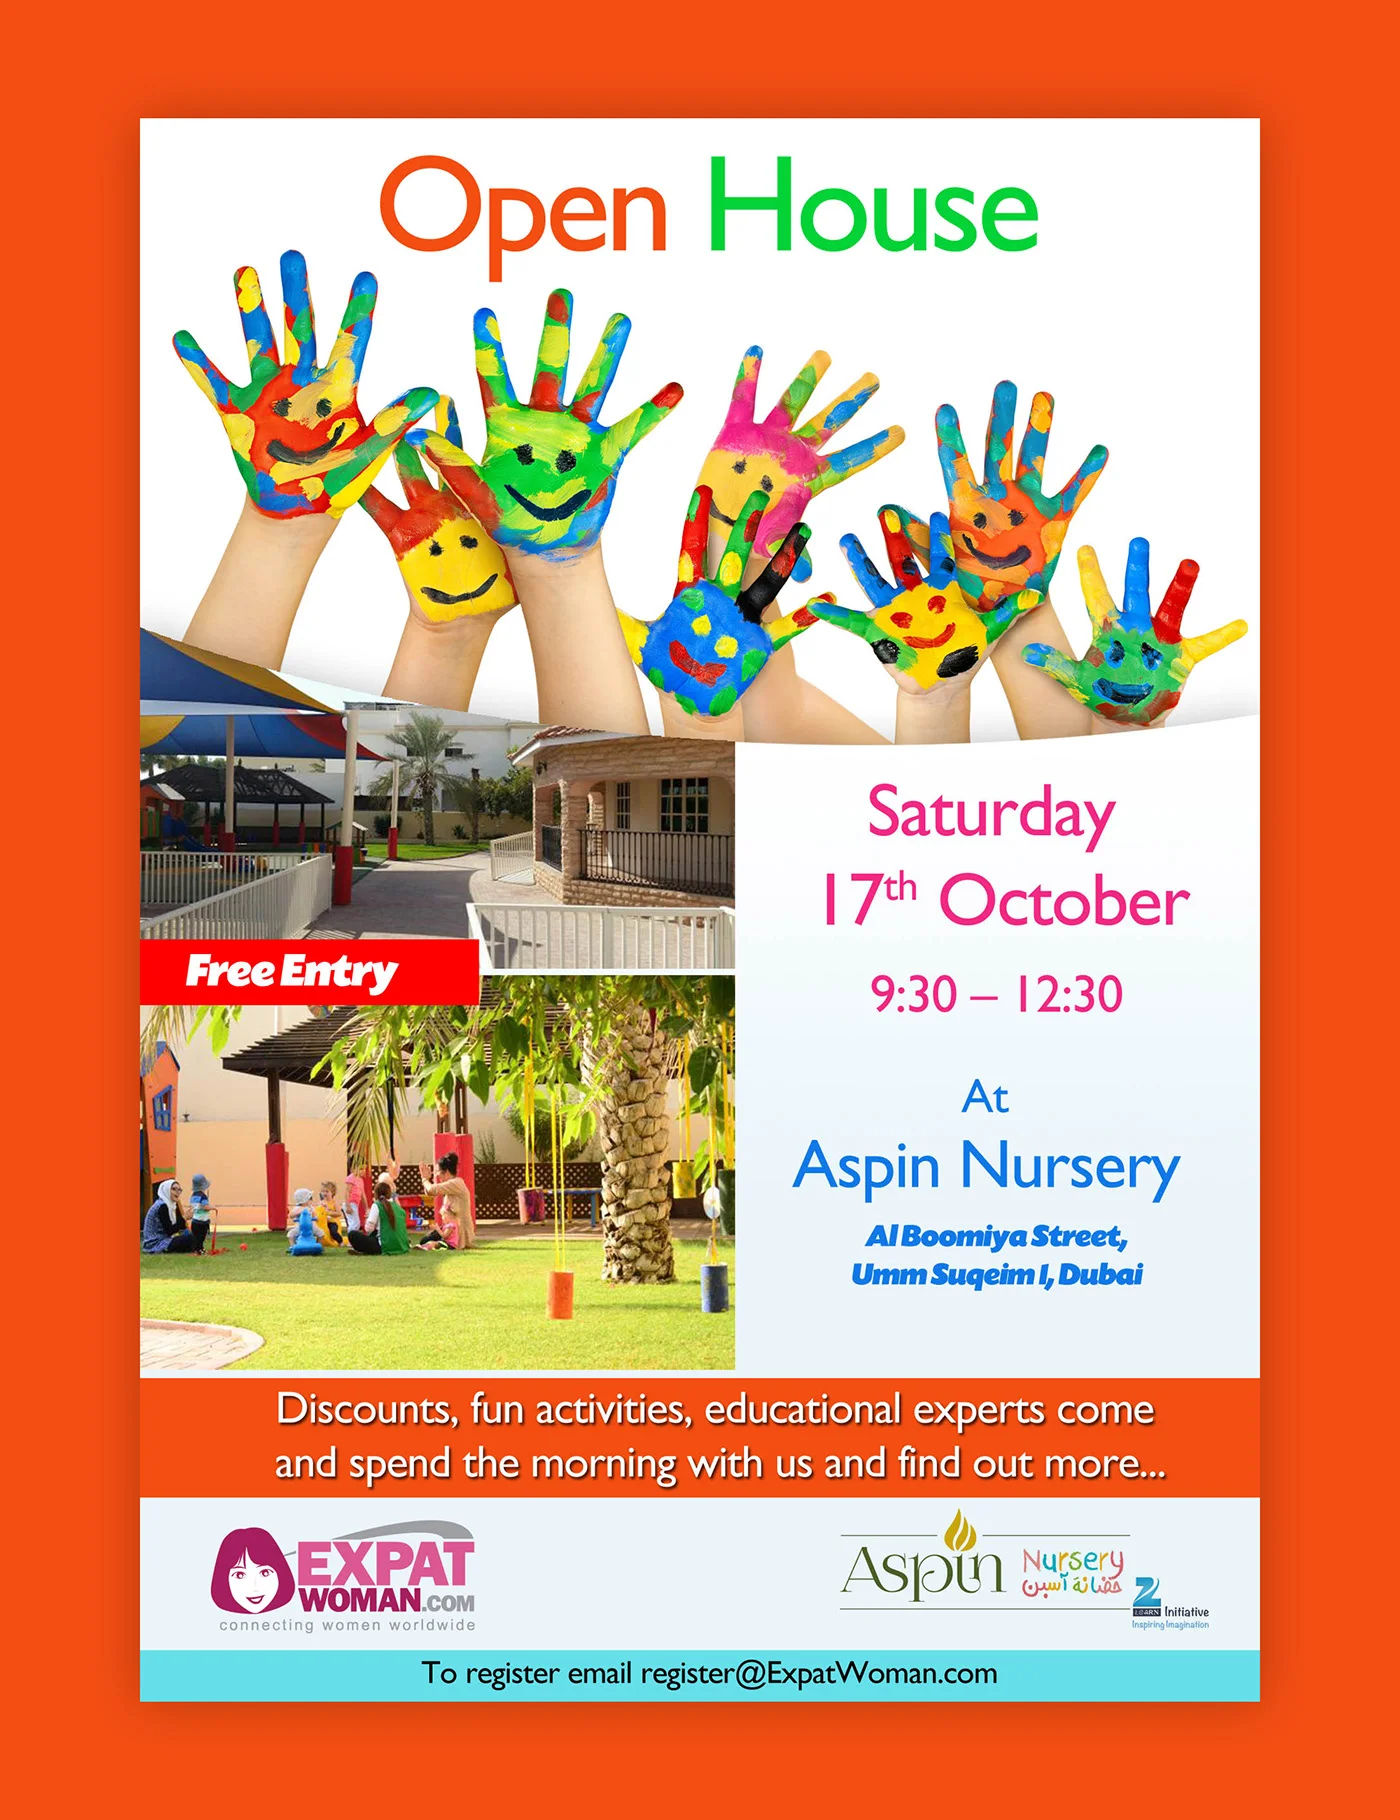 Open House
Saturday
17th October
9:30 – 12:30
Free Entry
At
Aspin Nursery
Al Boomiya Street,
Umm Suqeim 1, Dubai
Discounts, fun activities, educational experts come
and spend the morning with us and find out more...
EXPAT
WOMAN.COM
connecting women worldwide
Aspin Nursery
حضانة آسبن
Z
LEARN Initiative
Inspiring Imagination
To register email register@ExpatWoman.com